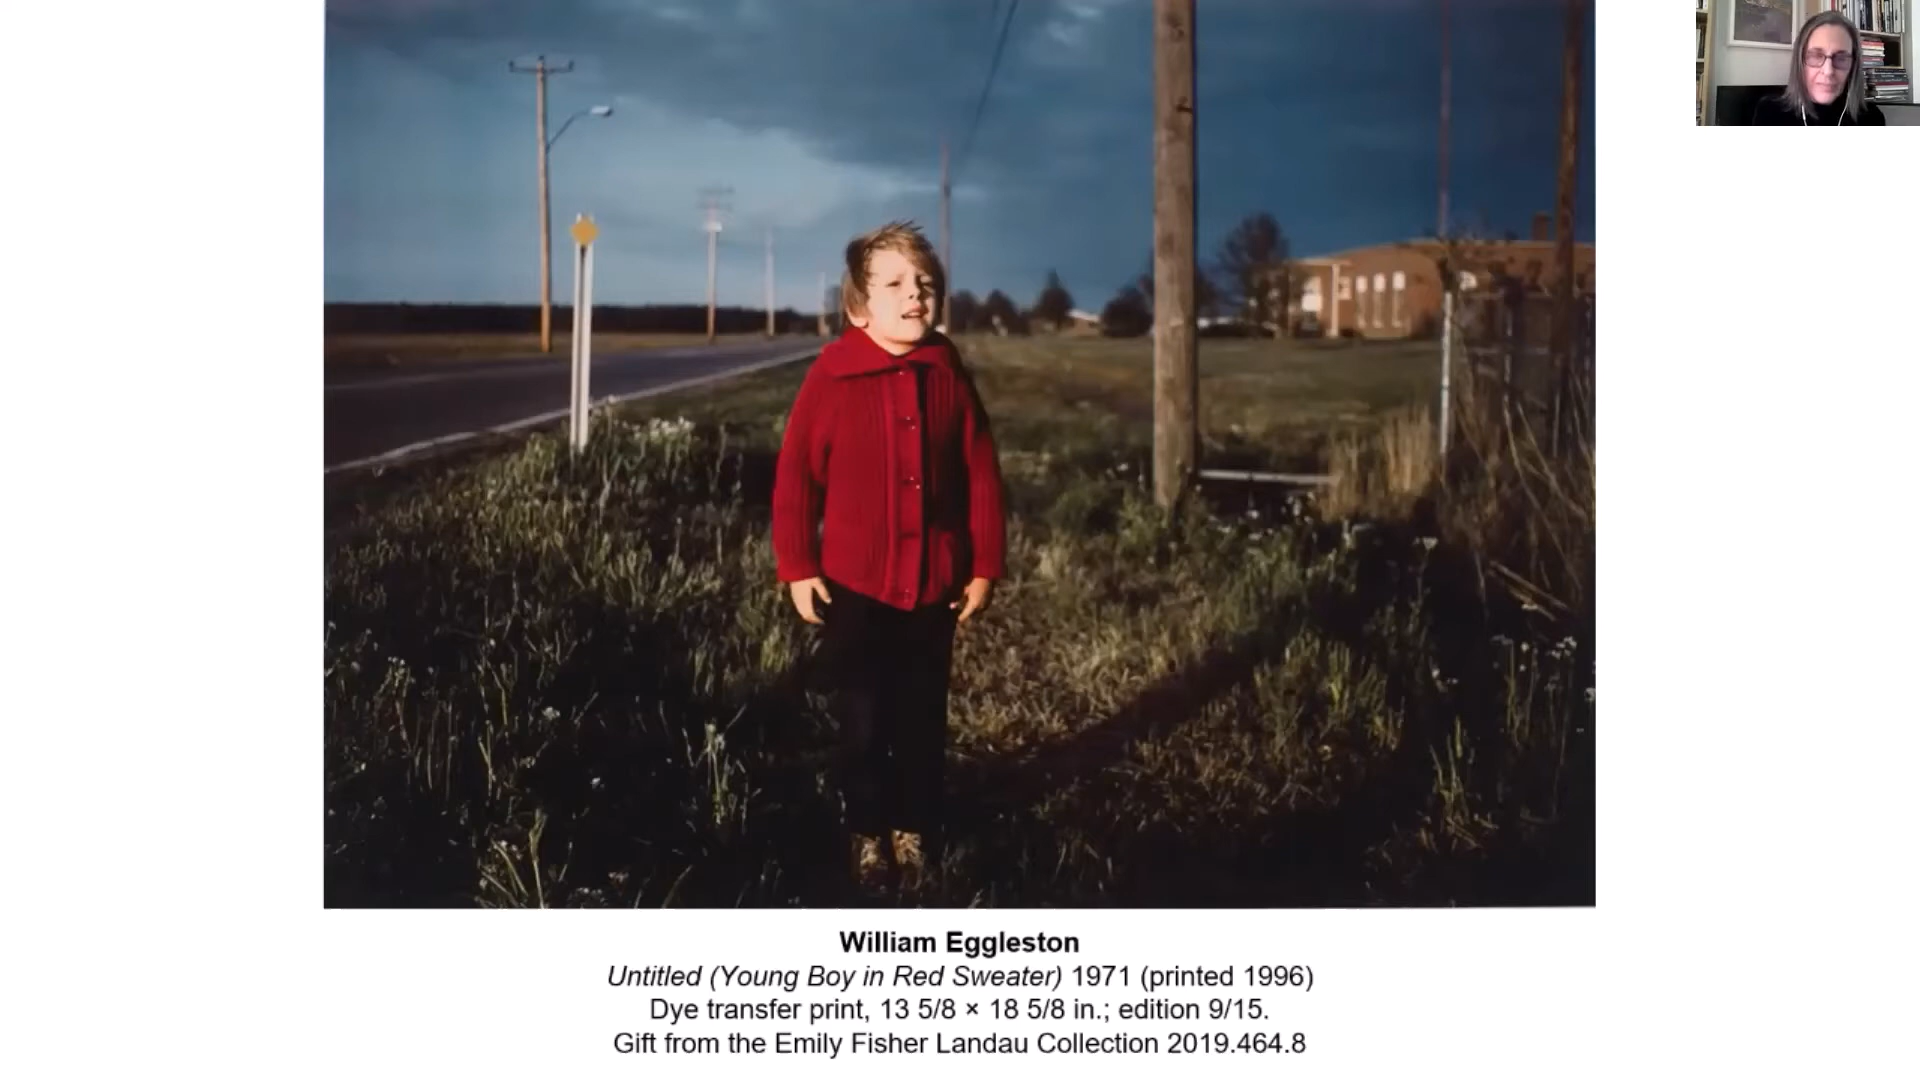 William Eggleston
Untitled (Young Boy in Red Sweater) 1971 (printed 1996)
Dye transfer print, 13 5/8 × 18 5/8 in.; edition 9/15.
Gift from the Emily Fisher Landau Collection 2019.464.8